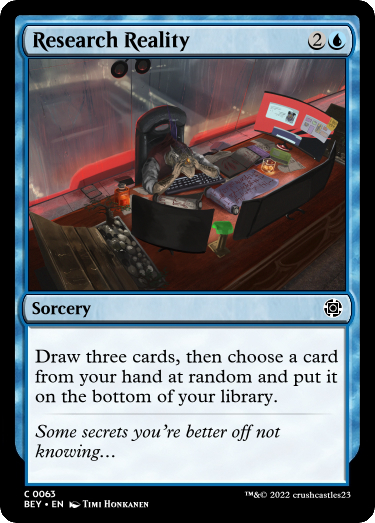 Research Reality 2
Sorcery
Draw three cards, then choose a card
from your hand at random and put it
on the bottom of your library.
Some secrets you're better off not
knowing…
C 0063
BEY • EN Timi Honkanen
™&© 2022 crushcastles23